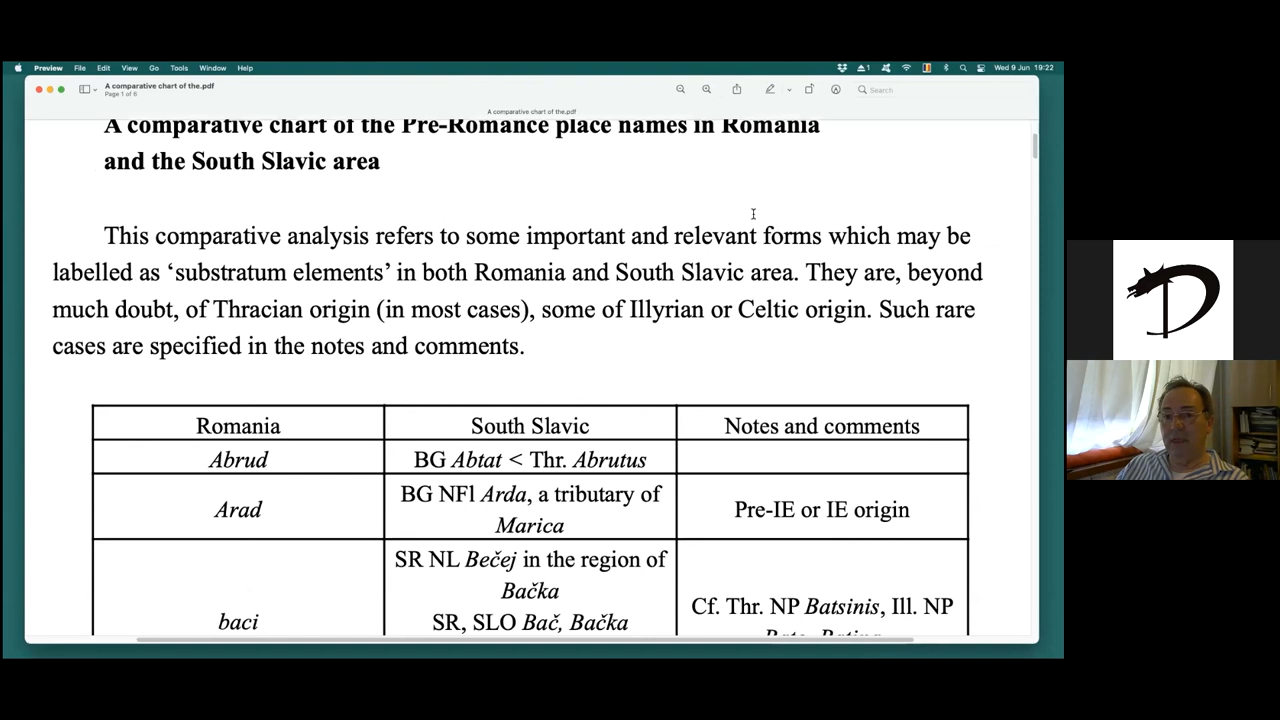 Preview File Edit View Go Tools Window Help
1 Wed 9 Jun 19:22
A comparative chart of the.pdf
Page 1 of 6
Search
A comparative chart of the.pdf
A comparative chart of the Pre-Romance place names in Romania
and the South Slavic area
This comparative analysis refers to some important and relevant forms which may be
labelled as ‘substratum elements’ in both Romania and South Slavic area. They are, beyond
much doubt, of Thracian origin (in most cases), some of Illyrian or Celtic origin. Such rare
cases are specified in the notes and comments.
Romania South Slavic Notes and comments
Abrud BG Abtat < Thr. Abrutus
Arad BG NFl Arda, a tributary of
Marica
Pre-IE or IE origin
baci
SR NL Bečej in the region of
Bačka
SR, SLO Bač, Bačka
Cf. Thr. NP Batsinis, Ill. NP
D